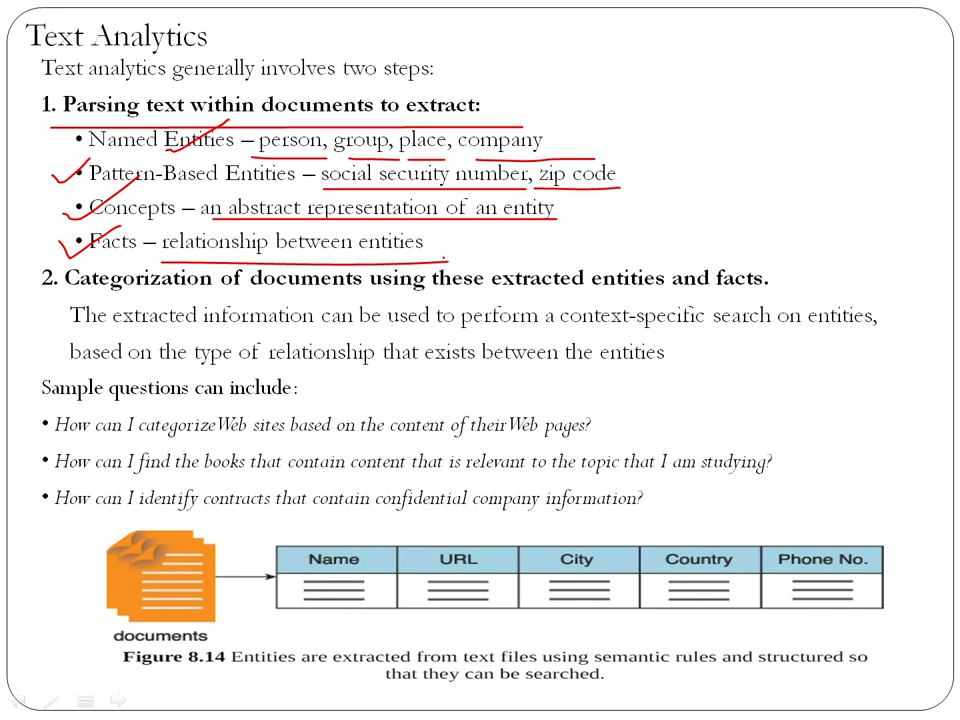 Text Analytics
Text analytics generally involves two steps:
1. Parsing text within documents to extract:
• Named Entities – person, group, place, company
• Pattern-Based Entities – social security number, zip code
• Concepts – an abstract representation of an entity
• Facts – relationship between entities
2. Categorization of documents using these extracted entities and facts.
The extracted information can be used to perform a context-specific search on entities,
based on the type of relationship that exists between the entities
Sample questions can include:
• How can I categorize Web sites based on the content of their Web pages?
• How can I find the books that contain content that is relevant to the topic that I am studying?
• How can I identify contracts that contain confidential company information?
Name URL City Country Phone No.
documents
Figure 8.14 Entities are extracted from text files using semantic rules and structured so
that they can be searched.